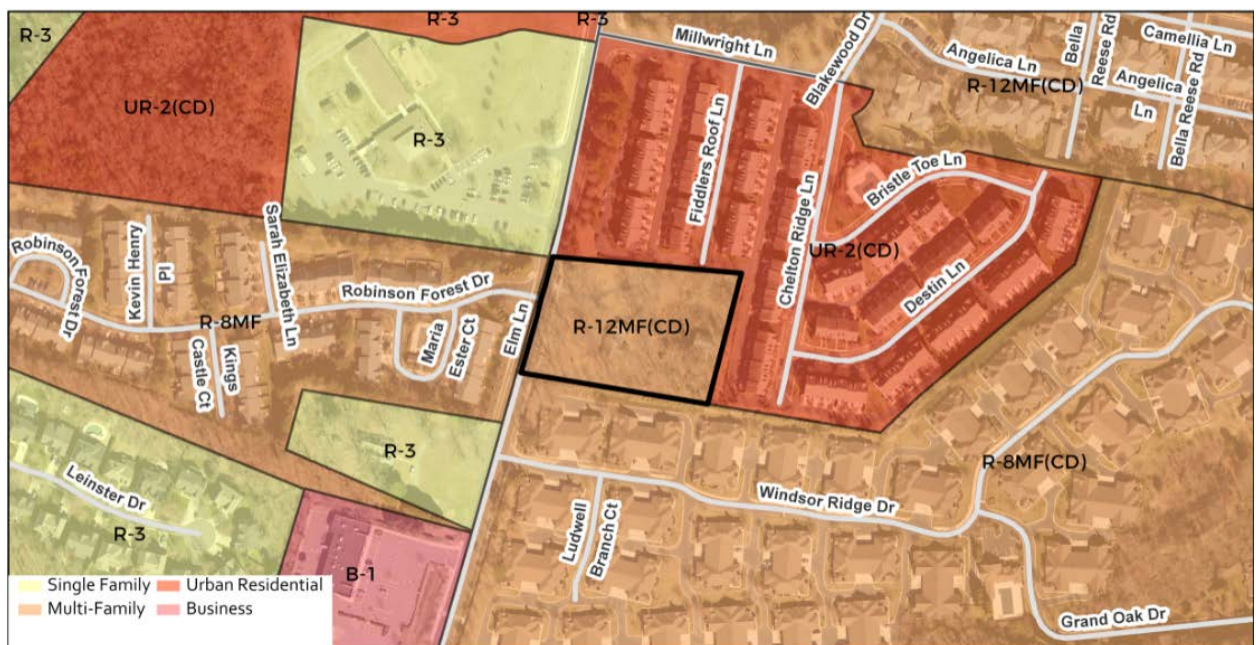 R-3
R-3
R-3
Millwright Ln
Blakewood Dr
Angelica Ln
Bella
Reese Rd
Camellia Ln
Angelica
Ln
Bella Reese Rd
R-12MF(CD)
UR-2(CD)
R-3
Fiddlers Roof Ln
Chelton Ridge Ln
Bristle Toe Ln
UR-2(CD)
Destin Ln
Robinson
Forest Dr
Kevin Henry
Pl
Sarah Elizabeth Ln
Robinson Forest Dr
R-8MF
Kings
Castle Ct
Maria
Ester Ct
Elm Ln
R-12MF(CD)
R-3
R-8MF(CD)
Leinster Dr
R-3
Windsor Ridge Dr
Ludwell
Branch Ct
B-1
Grand Oak Dr
Single Family
Urban Residential
Multi-Family
Business